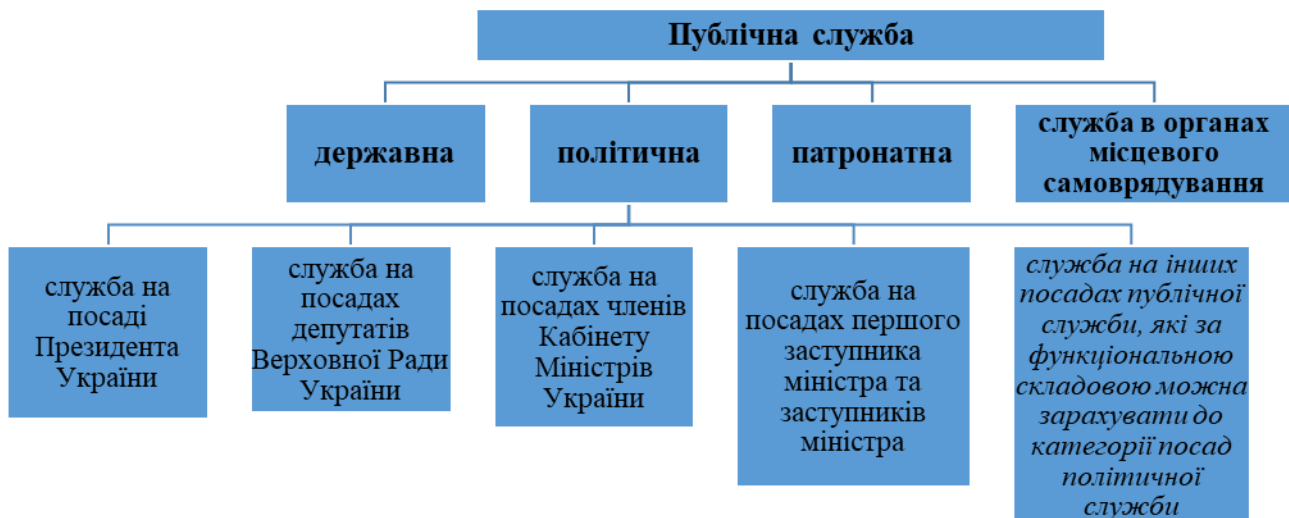 Публічна служба
державна
політична
патронатна
служба в органах
місцевого
самоврядування
служба на
посаді
Президента
України
служба на
посадах
депутатів
Верховної Ради
України
служба на
посадах членів
Кабінету
Міністрів
України
служба на
посадах першого
заступника
міністра та
заступників
міністра
служба на інших
посадах публічної
служби, які за
функціональною
складовою можна
зарахувати до
категорії посад
політичної
служби